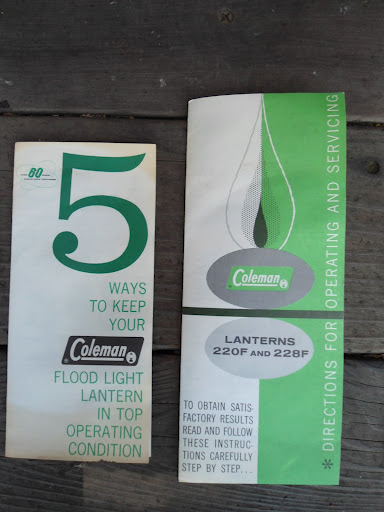 60
5
WAYS
TO KEEP
YOUR
Coleman
FLOOD LIGHT
LANTERN
IN TOP
OPERATING
CONDITION
Coleman
LANTERNS
220F AND 228F
TO OBTAIN SATIS-
FACTORY RESULTS
READ AND FOLLOW
THESE INSTRUC-
TIONS CAREFULLY
STEP BY STEP...
* DIRECTIONS FOR OPERATING AND SERVICING